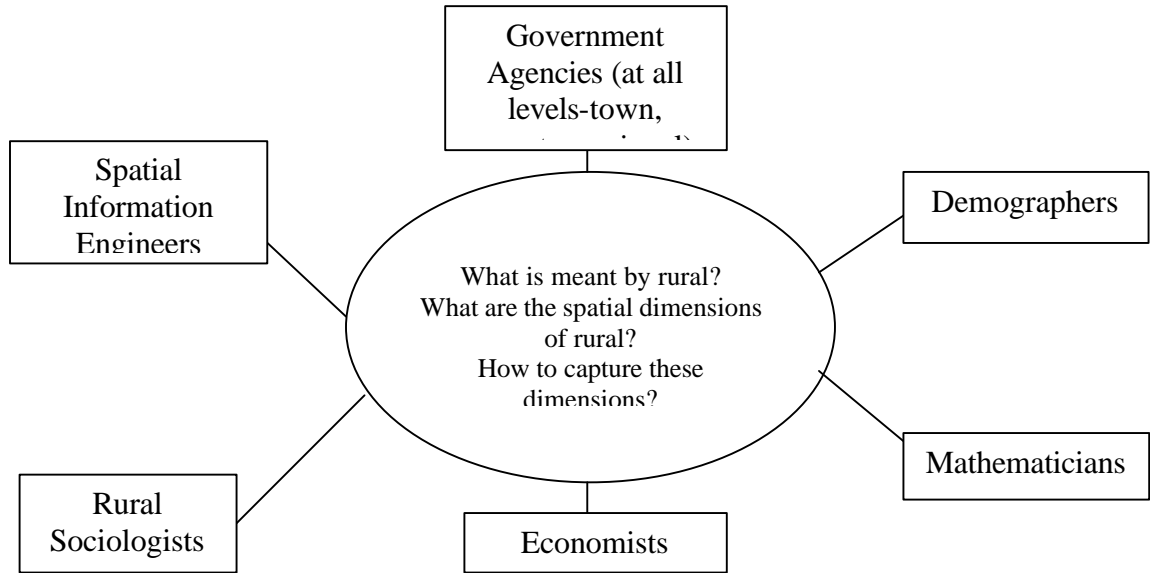 Government
Agencies (at all
levels-town,
Spatial
Information
Engineers
Demographers
What is meant by rural?
What are the spatial dimensions
of rural?
How to capture these
dimensions?
Mathematicians
Rural
Sociologists
Economists